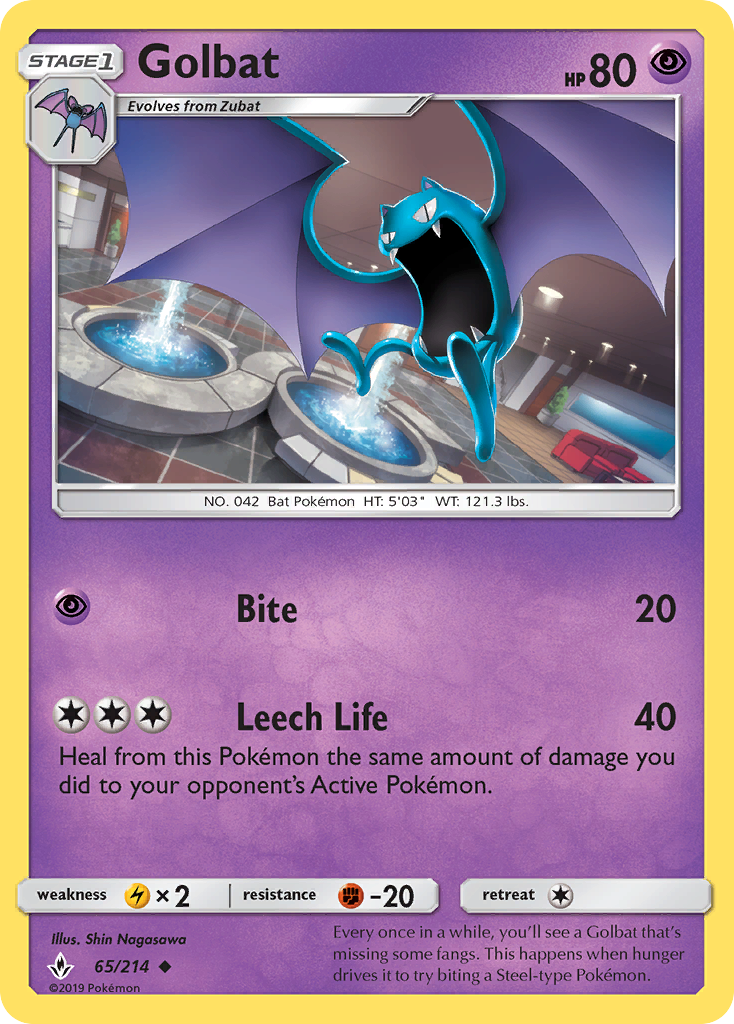 STAGE1
Golbat
HP80
Evolves from Zubat
NO. 042 Bat Pokémon HT: 5'03" WT: 121.3 lbs.
Bite 20
Leech Life 40
Heal from this Pokémon the same amount of damage you
did to your opponent's Active Pokémon.
weakness ×2 resistance -20 retreat
Illus. Shin Nagasawa
65/214
©2019 Pokémon
Every once in a while, you'll see a Golbat that's
missing some fangs. This happens when hunger
drives it to try biting a Steel-type Pokémon.